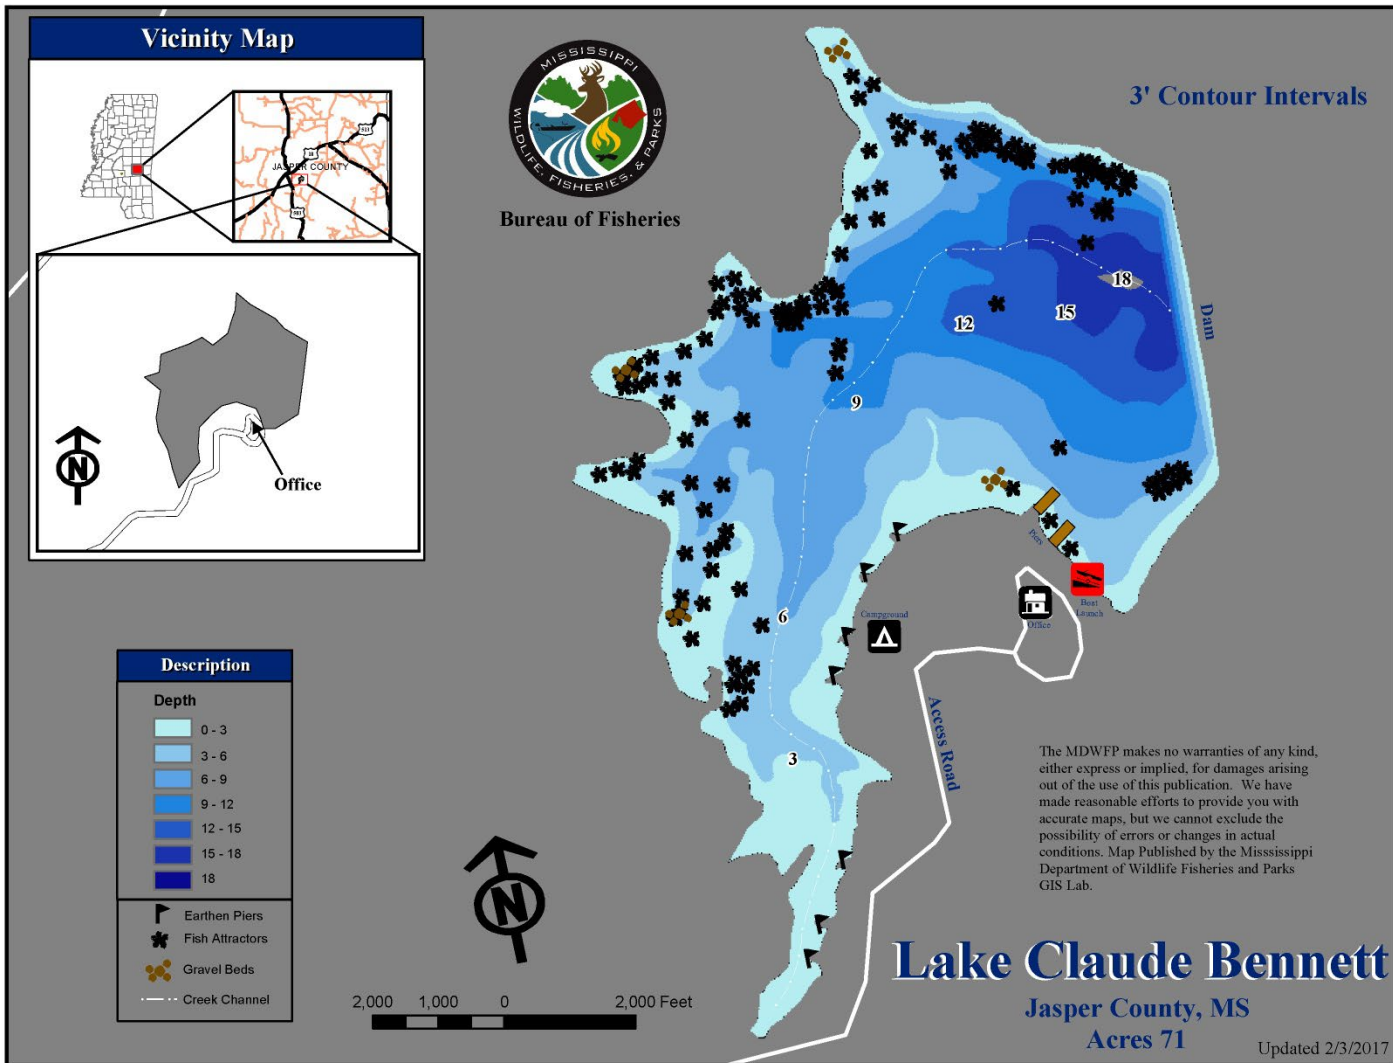 Vicinity Map
JASPER COUNTY
18
513
503
N
Office
MISSISSIPPI
WILDLIFE, FISHERIES, & PARKS
Bureau of Fisheries
3' Contour Intervals
18
15
12
Dam
9
Piers
Boat
Launch
Office
Campground
6
3
Access Road
Description
Depth
0 - 3
3 - 6
6 - 9
9 - 12
12 - 15
15 - 18
18
Earthen Piers
Fish Attractors
Gravel Beds
Creek Channel
N
2,000 1,000 0 2,000 Feet
The MDWFP makes no warranties of any kind,
either express or implied, for damages arising
out of the use of this publication. We have
made reasonable efforts to provide you with
accurate maps, but we cannot exclude the
possibility of errors or changes in actual
conditions. Map Published by the Misssissippi
Department of Wildlife Fisheries and Parks
GIS Lab.
Lake Claude Bennett
Jasper County, MS
Acres 71
Updated 2/3/2017